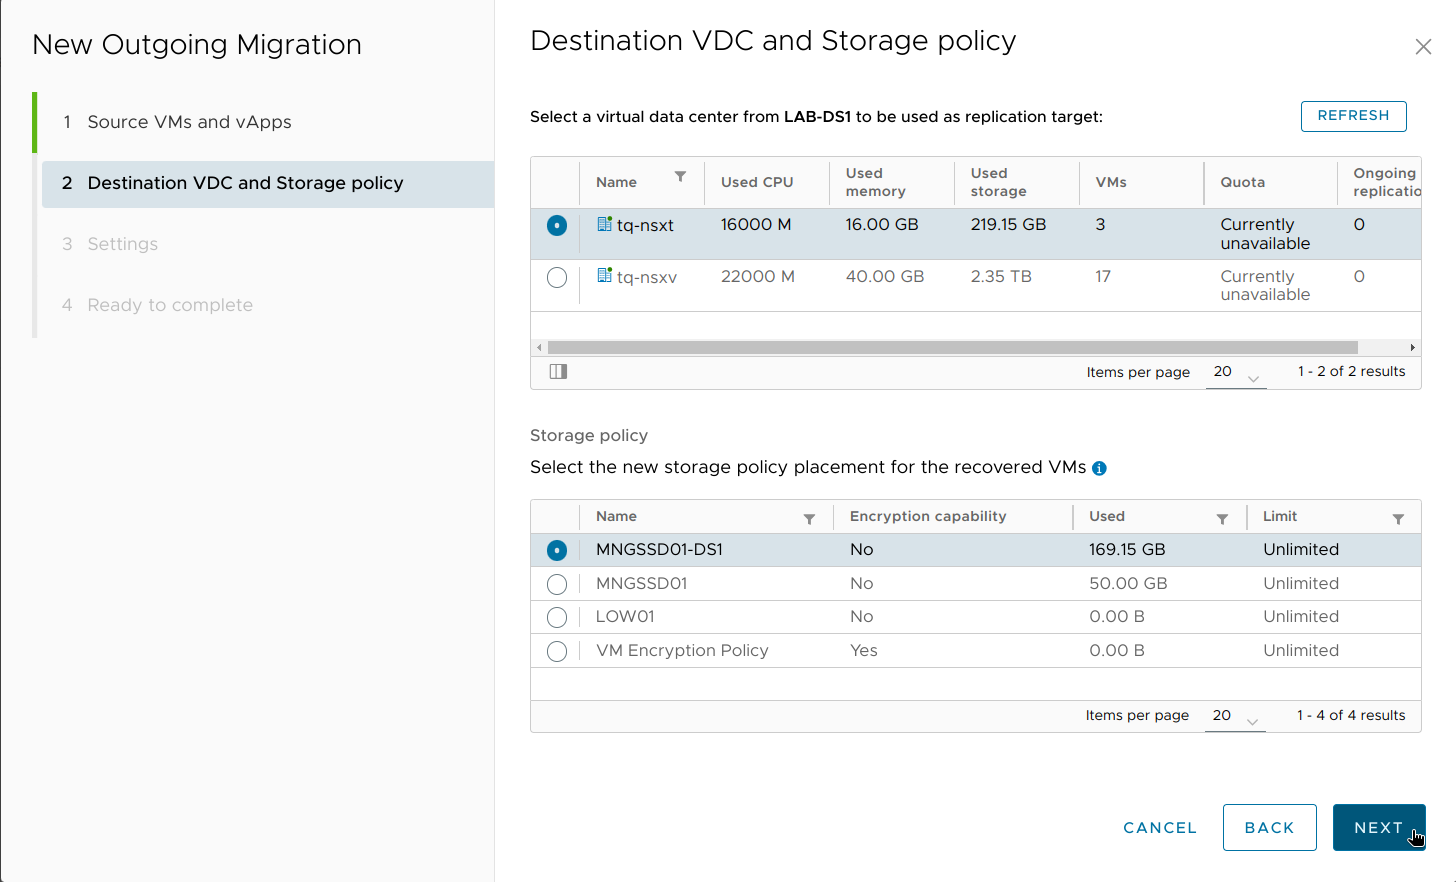 New Outgoing Migration
1 Source VMs and vApps
2 Destination VDC and Storage policy
3 Settings
4 Ready to complete
Destination VDC and Storage policy
Select a virtual data center from LAB-DS1 to be used as replication target:
REFRESH
Name Used CPU Used memory Used storage VMs Quota Ongoing replicatio
tq-nsxt 16000 M 16.00 GB 219.15 GB 3 Currently unavailable 0
tq-nsxv 22000 M 40.00 GB 2.35 TB 17 Currently unavailable 0
Items per page 20 1 - 2 of 2 results
Storage policy
Select the new storage policy placement for the recovered VMs
Name Encryption capability Used Limit
MNGSSD01-DS1 No 169.15 GB Unlimited
MNGSSD01 No 50.00 GB Unlimited
LOW01 No 0.00 B Unlimited
VM Encryption Policy Yes 0.00 B Unlimited
Items per page 20 1 - 4 of 4 results
CANCEL BACK NEXT